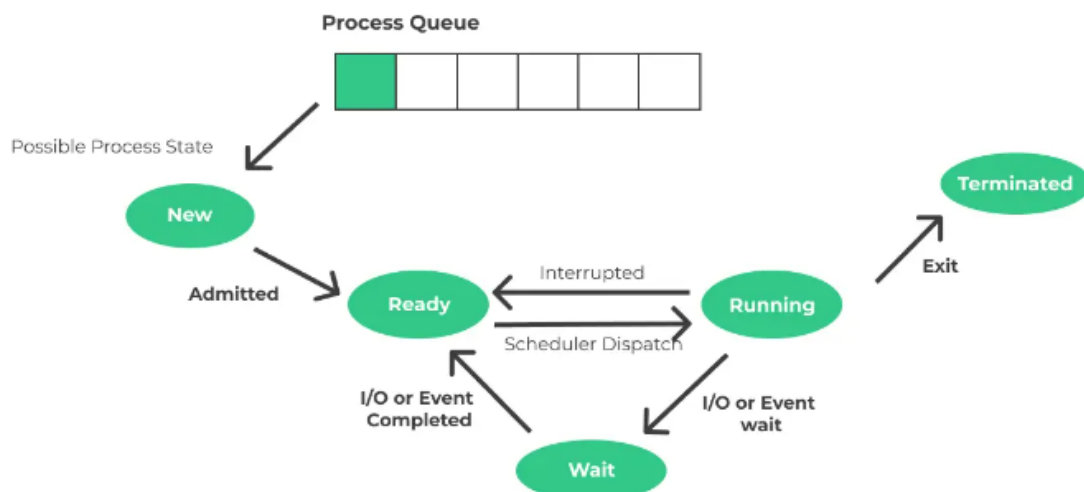 Process Queue
Possible Process State
New
Terminated
Admitted
Ready
Interrupted
Running
Exit
Scheduler Dispatch
I/O or Event
Completed
I/O or Event
wait
Wait